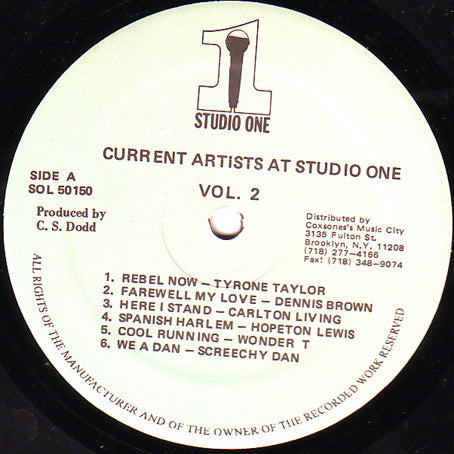 1
STUDIO ONE
CURRENT ARTISTS AT STUDIO ONE
VOL. 2
SIDE A
SOL 50150
Produced by
C. S. Dodd
Distributed by
Coxsones's Music City
3135 Fulton St.
Brooklyn, N.Y. 11208
(718) 277-4166
Fax! (718) 348-9074
1. REBEL NOW – TYRONE TAYLOR
2. FAREWELL MY LOVE – DENNIS BROWN
3. HERE I STAND – CARLTON LIVING
4. SPANISH HARLEM – HOPETON LEWIS
5. COOL RUNNING – WONDER T
6. WE A DAN – SCREECHY DAN
ALL RIGHTS OF THE MANUFACTURER AND OF THE OWNER OF THE RECORDED WORK RESERVED